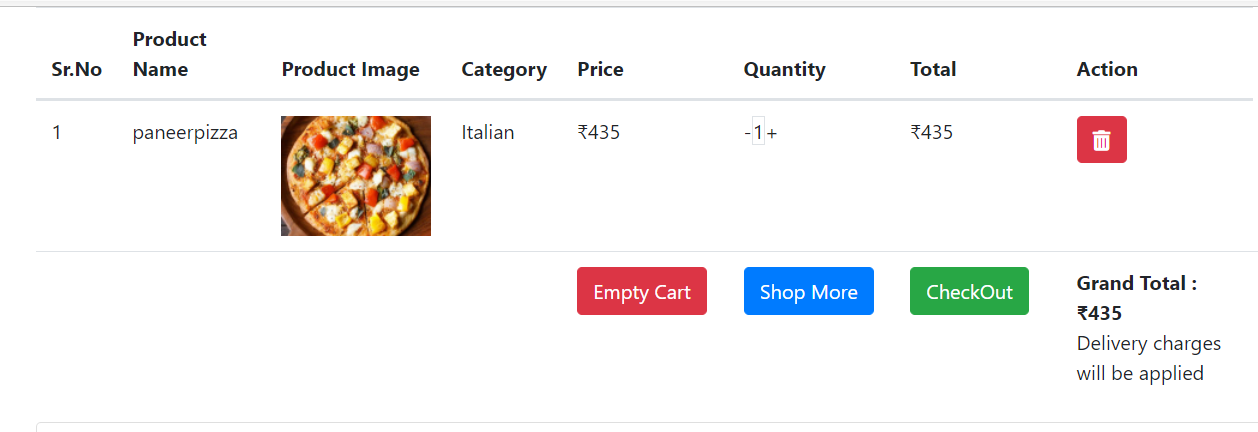 Sr.No Product Name Product Image Category Price Quantity Total Action
1 paneerpizza Italian ₹435 -1+ ₹435
Empty Cart Shop More CheckOut Grand Total :
₹435
Delivery charges
will be applied